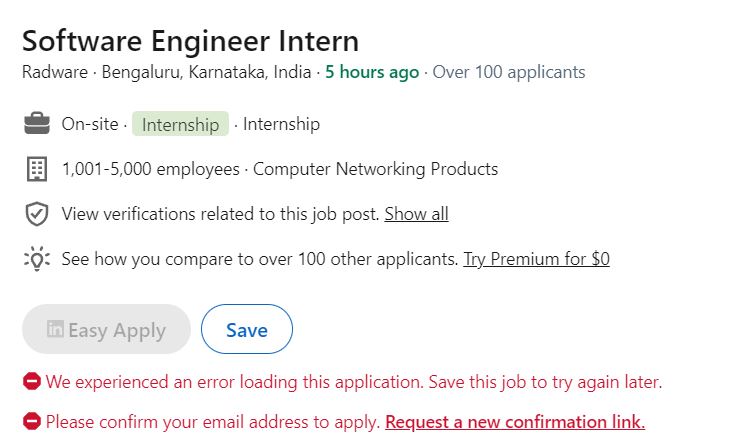 Software Engineer Intern
Radware · Bengaluru, Karnataka, India · 5 hours ago · Over 100 applicants
On-site · Internship · Internship
1,001-5,000 employees · Computer Networking Products
View verifications related to this job post. Show all
See how you compare to over 100 other applicants. Try Premium for $0
in Easy Apply Save
We experienced an error loading this application. Save this job to try again later.
Please confirm your email address to apply. Request a new confirmation link.